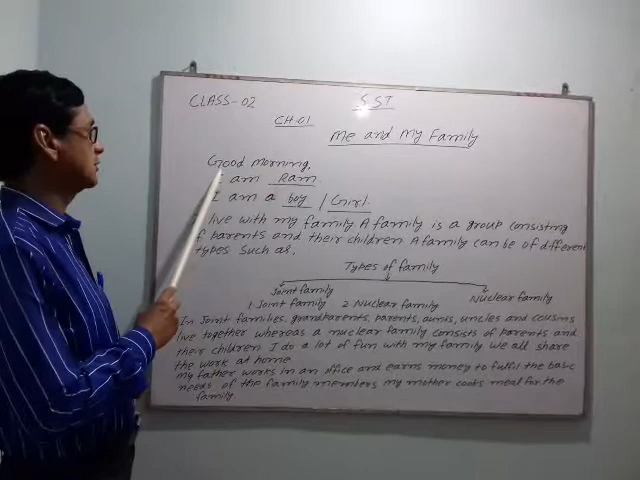 CLASS-02
SST
CH-01
Me and My Family
Good morning,
I am Ram.
I am a boy / Girl.
live with my family A family is a group consisting
of parents and their children A family can be of different
types such as,
Types of family
Joint family
Nuclear family
1 Joint family 2 Nuclear family
In Joint families, grandparents, parents, aunts, uncles and cousins
live together whereas a nuclear family consists of parents and
their children I do a lot of fun with my family we all share
the work at home
my father works in an office and earns money to fulfil the basic
needs of the family members my mother cooks meal for the
family.